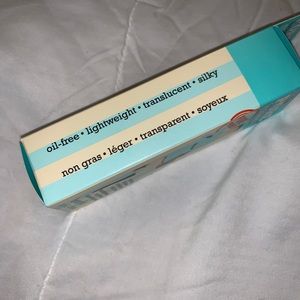 oil-free • lightweight • translucent • silky
non gras • léger • transparent • soyeux